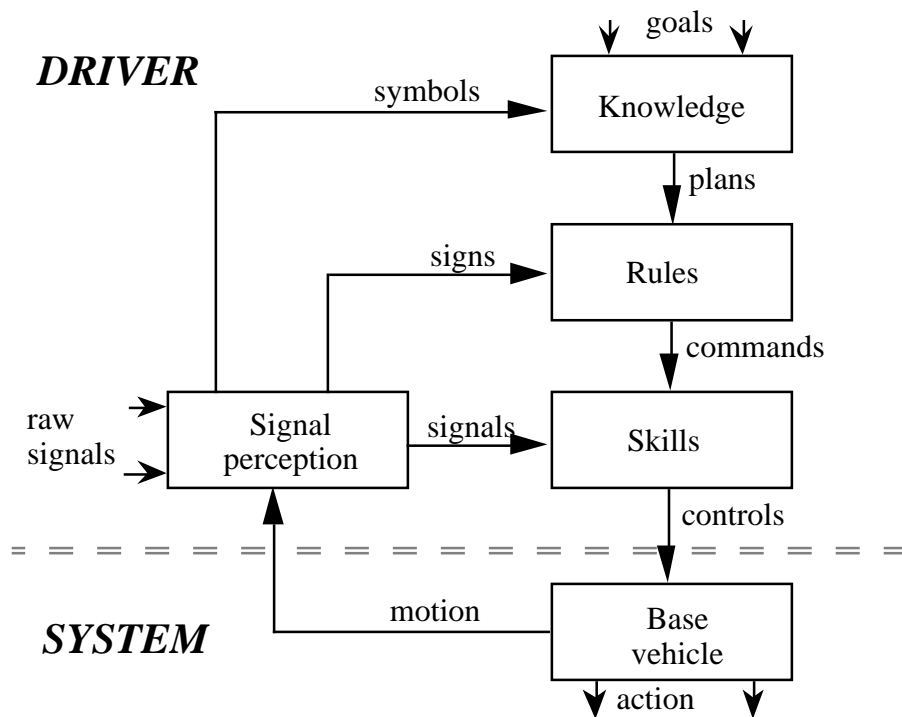 goals
DRIVER
symbols
Knowledge
plans
signs
Rules
commands
raw
signals
Signal
perception
signals
Skills
controls
motion
Base
vehicle
SYSTEM
action